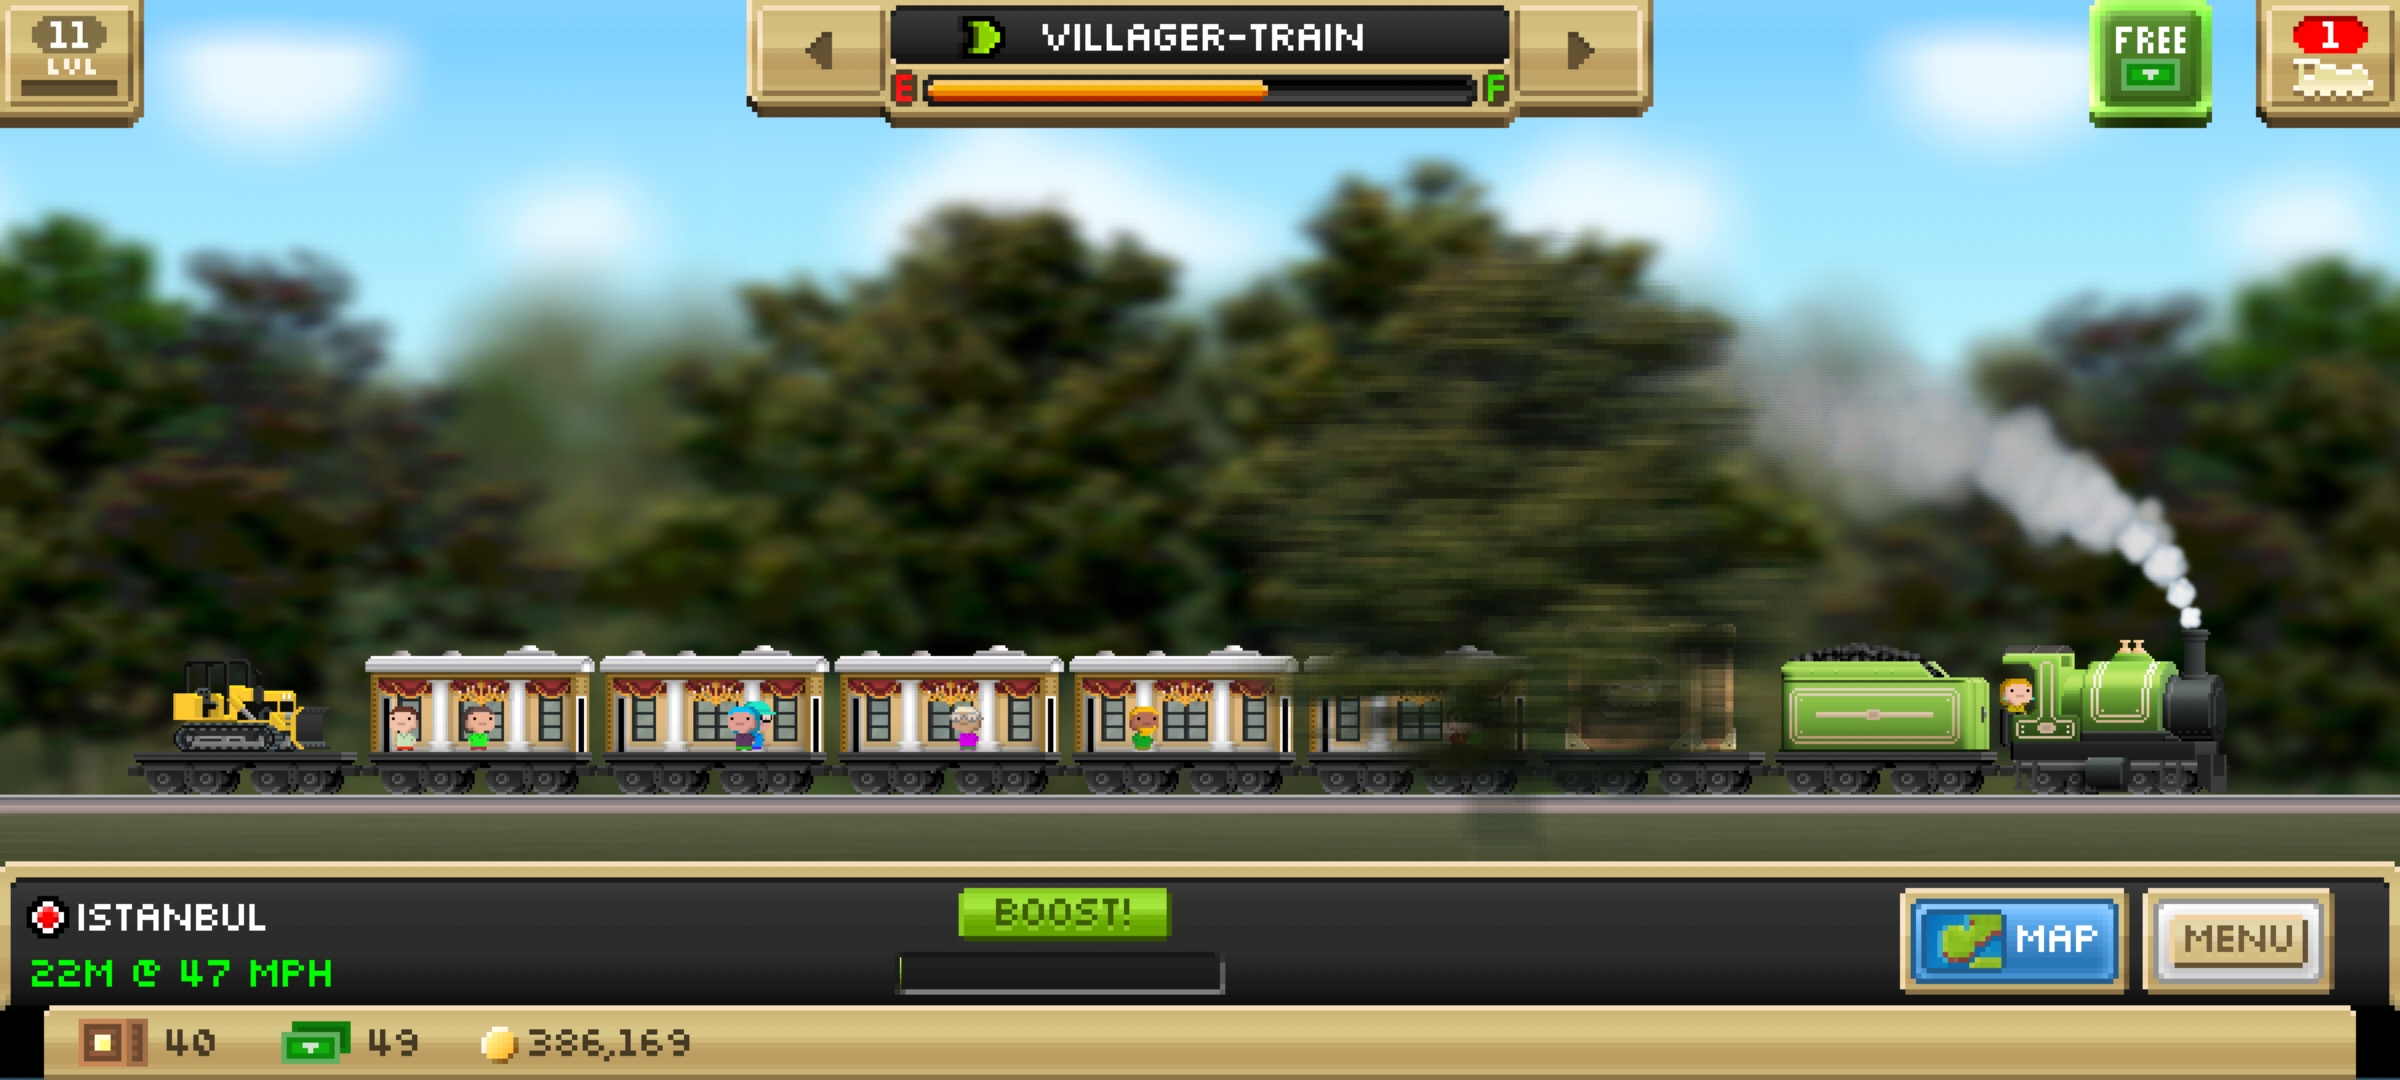 11
LVL
VILLAGER-TRAIN
E F
FREE
1
ISTANBUL
22M @ 47 MPH
BOOST!
MAP
MENU
40
49
386,169